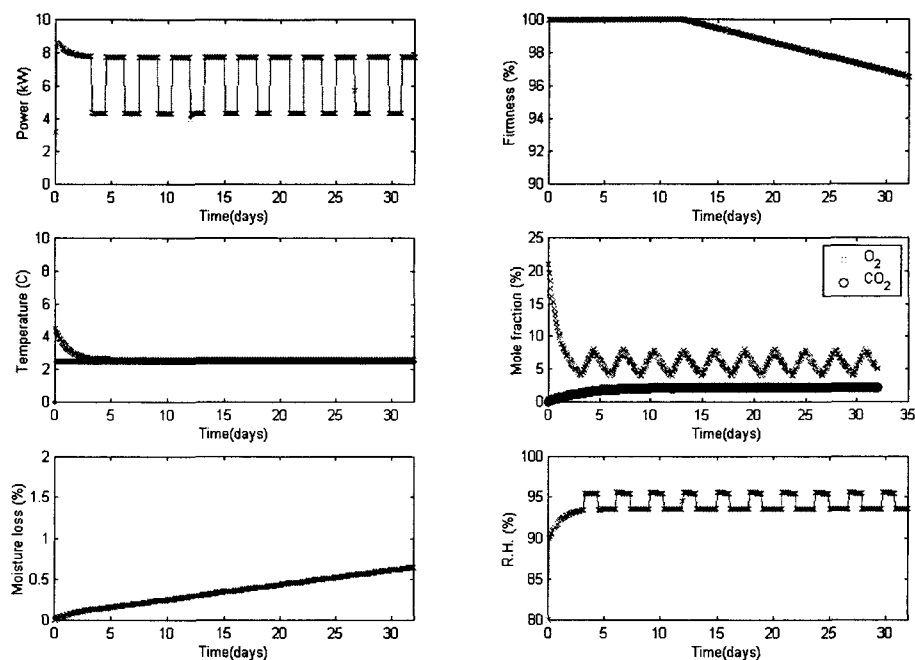 10
8
6
4
2
0
Power (kW)
0 5 10 15 20 25 30
Time(days)
100
98
96
94
92
90
Firmness (%)
0 5 10 15 20 25 30
Time(days)
10
8
6
4
2
0
Temperature (C)
0 5 10 15 20 25 30
Time(days)
25
20
15
10
5
0
Mole fraction (%)
O2
CO2
0 5 10 15 20 25 30 35
Time(days)
2
1.5
1
0.5
0
Moisture loss (%)
0 5 10 15 20 25 30
Time(days)
100
95
90
85
80
R.H. (%)
0 5 10 15 20 25 30
Time(days)